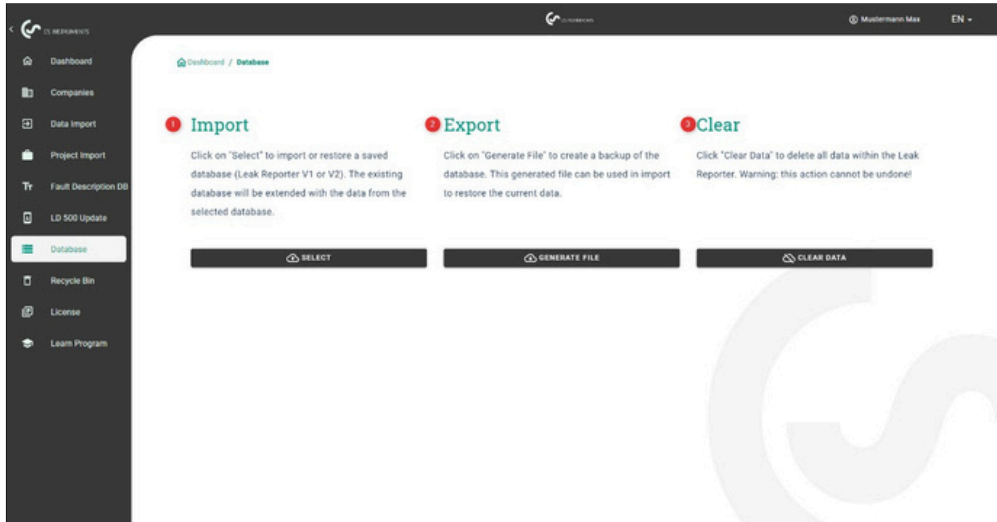 CS INSTRUMENTS
CS INSTRUMENTS
Mustermann Max
EN
Dashboard
Companies
Data Import
Project Import
Fault Description DB
LD 500 Update
Database
Recycle Bin
License
Learn Program
Dashboard / Database
1 Import
Click on "Select" to import or restore a saved
database (Leak Reporter V1 or V2). The existing
database will be extended with the data from the
selected database.
SELECT
2 Export
Click on "Generate File" to create a backup of the
database. This generated file can be used in import
to restore the current data.
GENERATE FILE
3 Clear
Click "Clear Data" to delete all data within the Leak
Reporter. Warning: this action cannot be undone!
CLEAR DATA